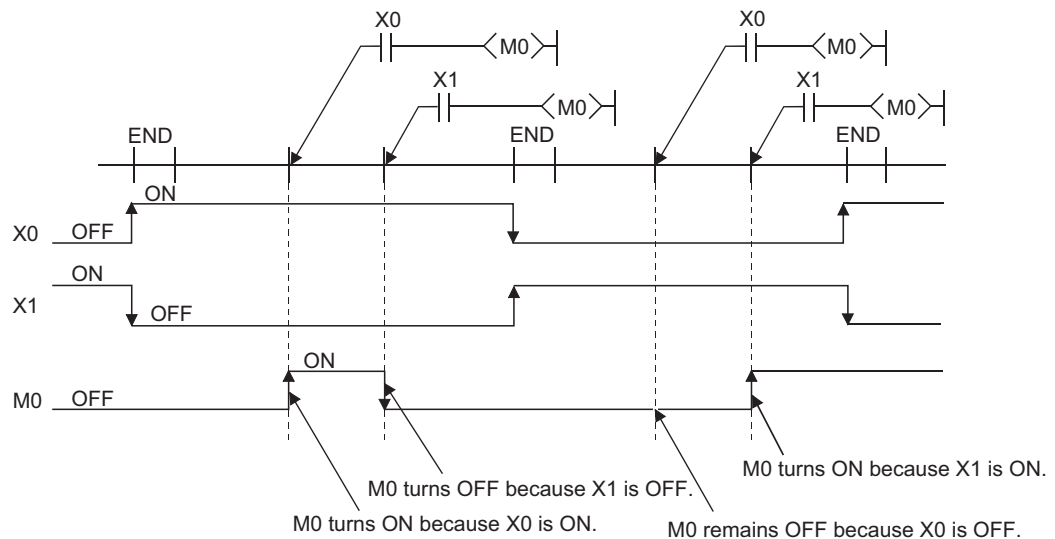 X0 X0
M0 M0
X1 X1
M0 M0
END END END
ON
X0 OFF
ON
X1
OFF
ON
M0 OFF
M0 turns ON because X1 is ON.
M0 turns OFF because X1 is OFF.
M0 turns ON because X0 is ON.
M0 remains OFF because X0 is OFF.